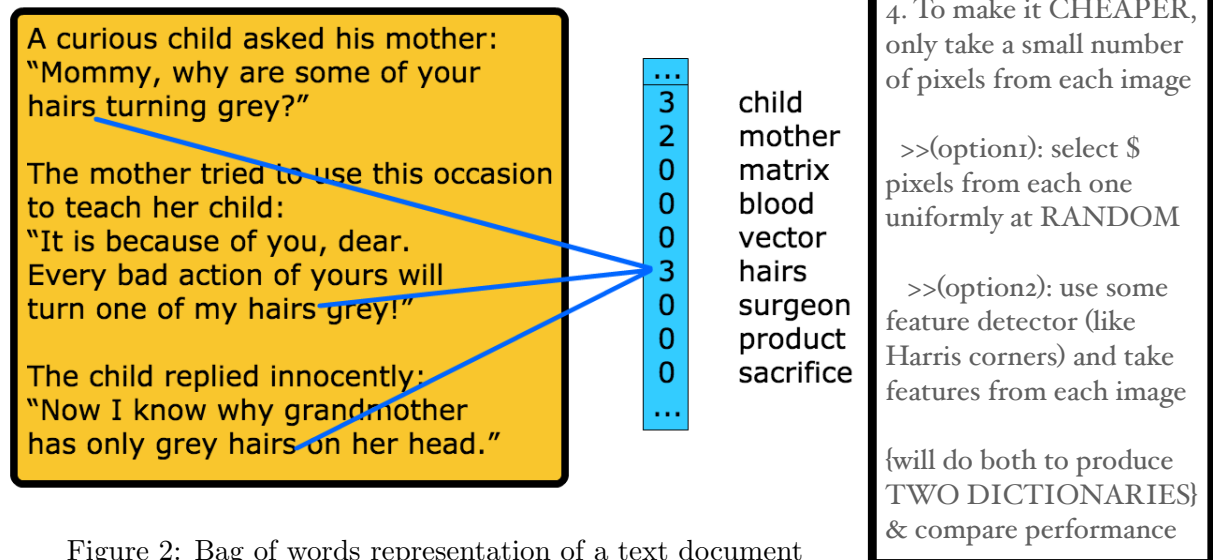 A curious child asked his mother:
“Mommy, why are some of your
hairs turning grey?”
The mother tried to use this occasion
to teach her child:
“It is because of you, dear.
Every bad action of yours will
turn one of my hairs grey!”
The child replied innocently:
“Now I know why grandmother
has only grey hairs on her head.”
...
3 child
2 mother
0 matrix
0 blood
0 vector
3 hairs
0 surgeon
0 product
0 sacrifice
...
Figure 2: Bag of words representation of a text document
4. To make it CHEAPER,
only take a small number
of pixels from each image
>>(option1): select $
pixels from each one
uniformly at RANDOM
>>(option2): use some
feature detector (like
Harris corners) and take
features from each image
{will do both to produce
TWO DICTIONARIES}
& compare performance